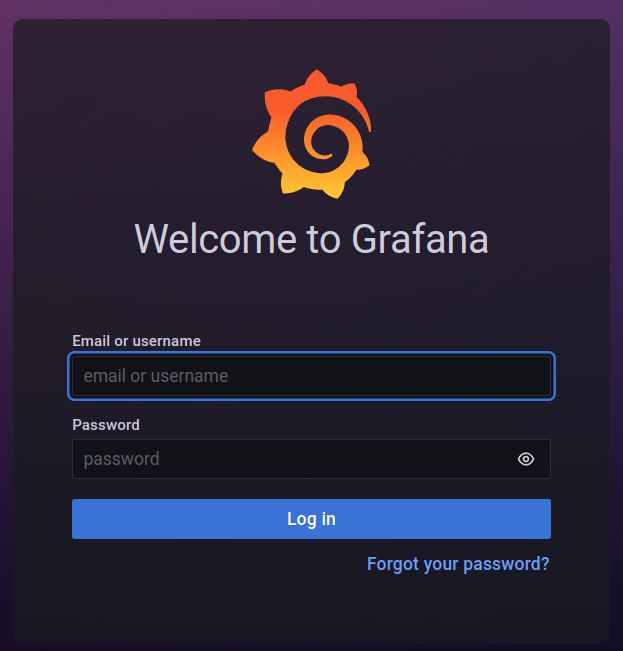 Welcome to Grafana
Email or username
email or username
Password
password
Log in
Forgot your password?